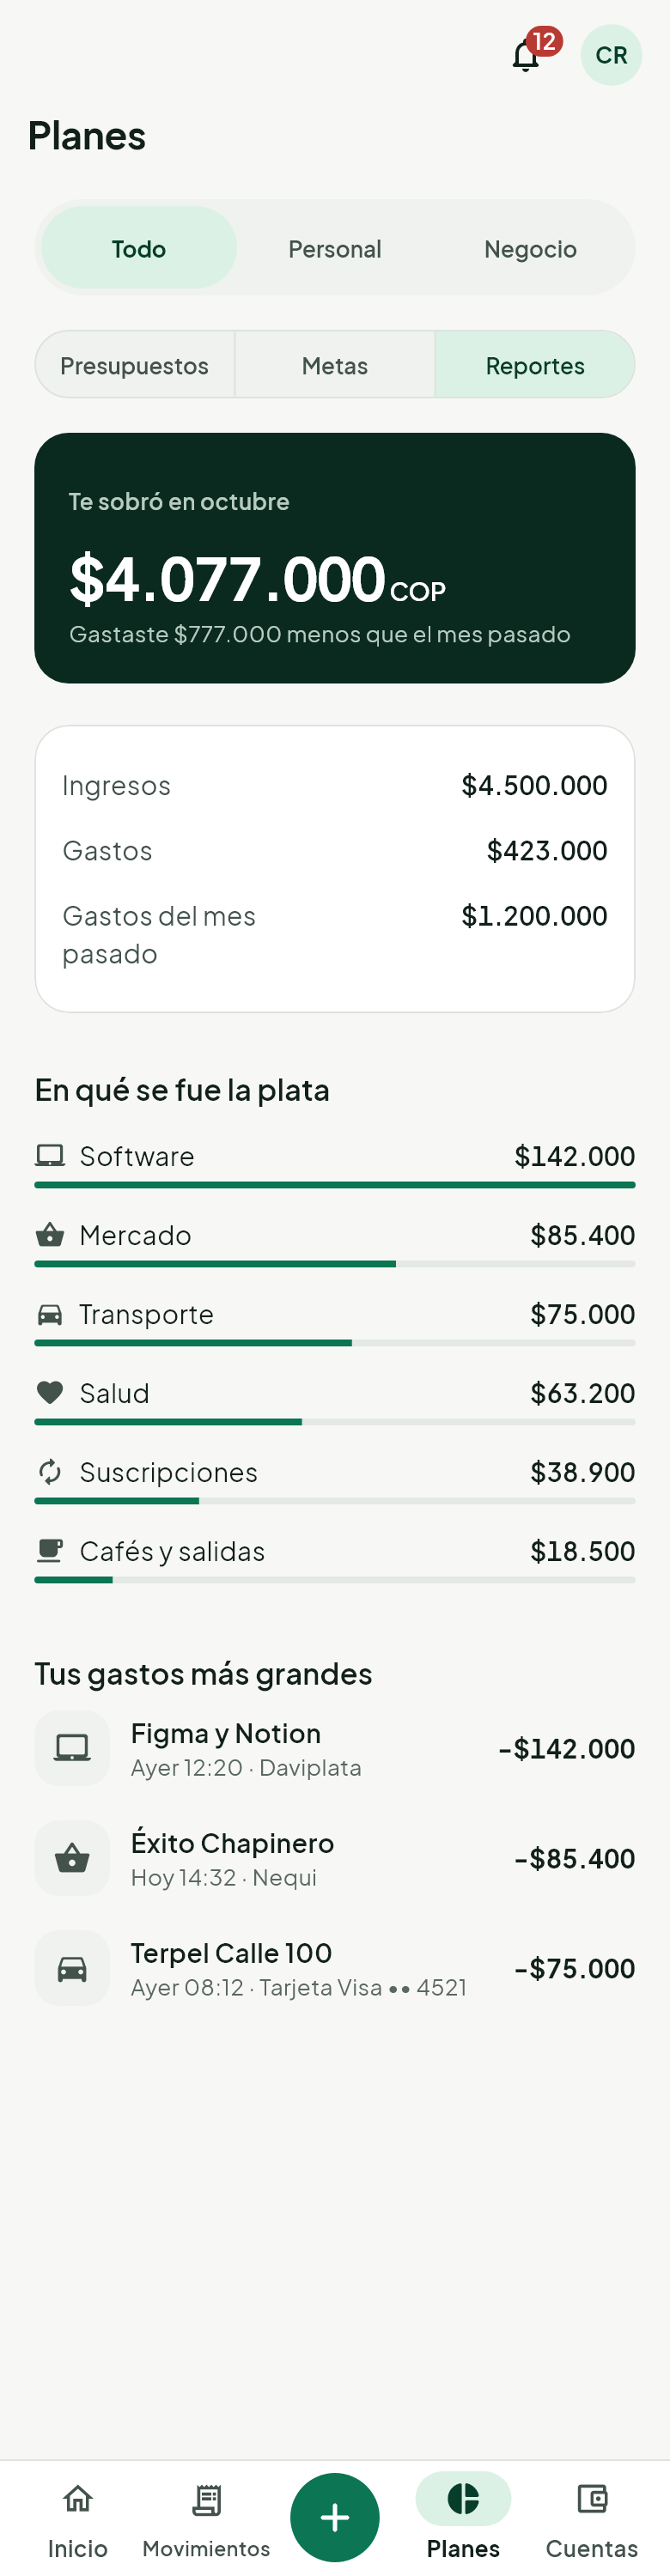 12
CR
Planes
Todo
Personal
Negocio
Presupuestos
Metas
Reportes
Te sobró en octubre
$4.077.000 COP
Gastaste $777.000 menos que el mes pasado
Ingresos $4.500.000
Gastos $423.000
Gastos del mes $1.200.000
pasado
En qué se fue la plata
Software $142.000
Mercado $85.400
Transporte $75.000
Salud $63.200
Suscripciones $38.900
Cafés y salidas $18.500
Tus gastos más grandes
Figma y Notion
Ayer 12:20 · Daviplata
-$142.000
Éxito Chapinero
Hoy 14:32 · Nequi
-$85.400
Terpel Calle 100
Ayer 08:12 · Tarjeta Visa •• 4521
-$75.000
Inicio
Movimientos
Planes
Cuentas